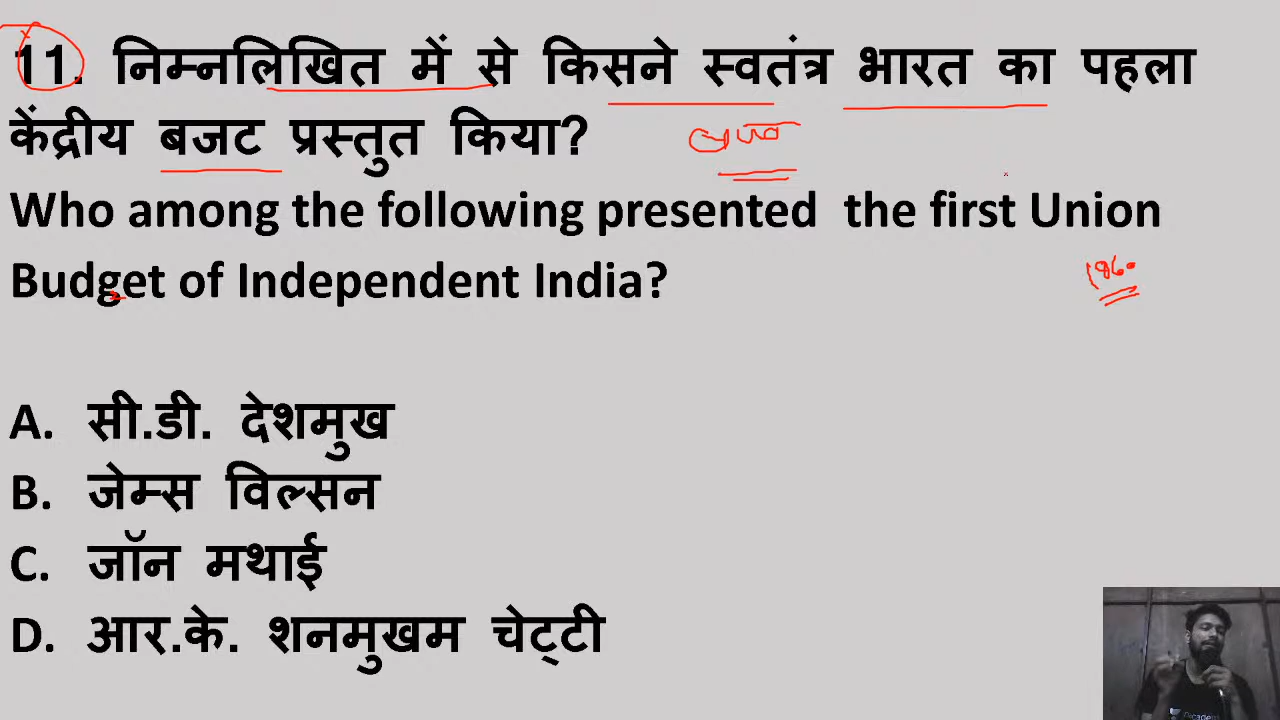 11. निम्नलिखित में से किसने स्वतंत्र भारत का पहला
केंद्रीय बजट प्रस्तुत किया?
Who among the following presented the first Union
Budget of Independent India?
1860
A. सी.डी. देशमुख
B. जेम्स विल्सन
C. जॉन मथाई
D. आर.के. शनमुखम चेट्टी